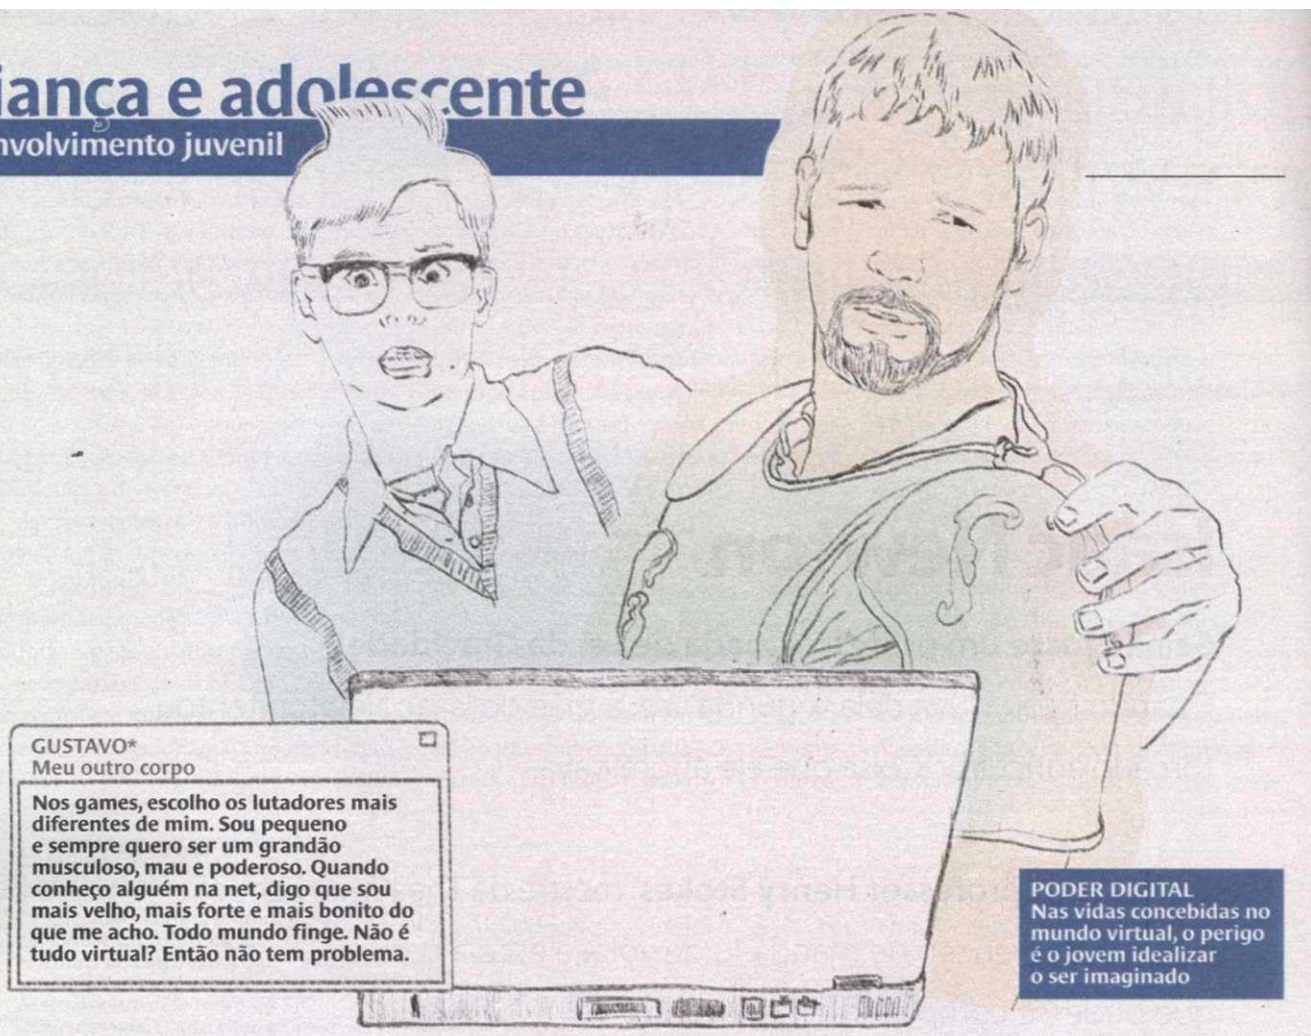 iança e adolescente
nvolvimento juvenil
GUSTAVO*
Meu outro corpo
Nos games, escolho os lutadores mais
diferentes de mim. Sou pequeno
e sempre quero ser um grandão
musculoso, mau e poderoso. Quando
conheço alguém na net, digo que sou
mais velho, mais forte e mais bonito do
que me acho. Todo mundo finge. Não é
tudo virtual? Então não tem problema.
PODER DIGITAL
Nas vidas concebidas no
mundo virtual, o perigo
é o jovem idealizar
o ser imaginado